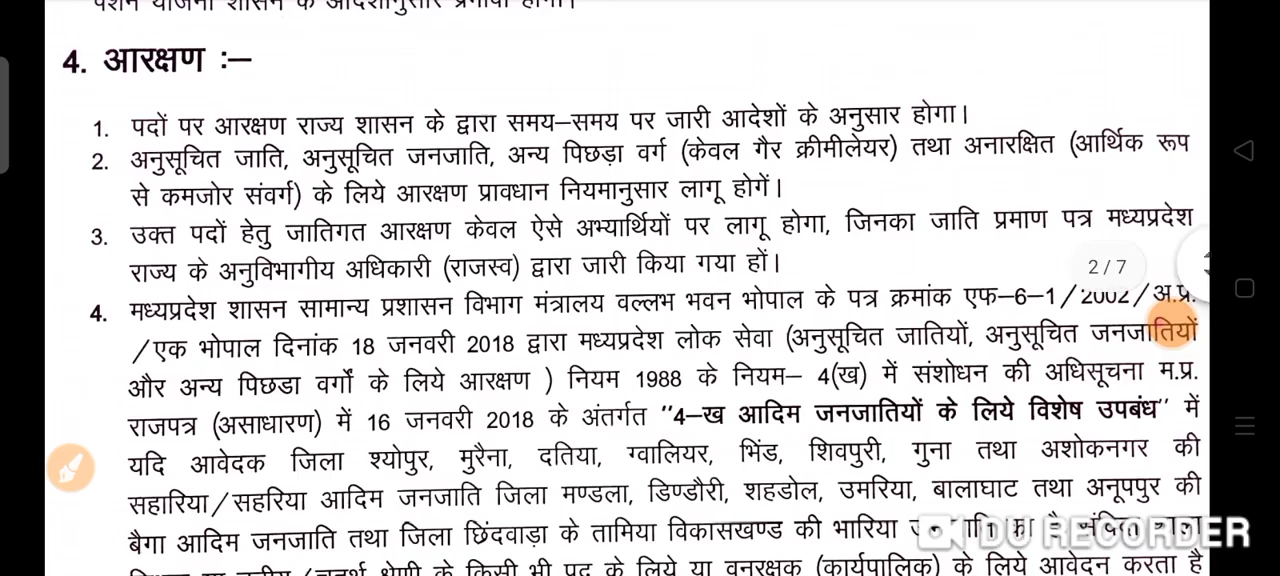 पेंशन योजना शासन के आदेशानुसार प्रभावी होगी।
4. आरक्षण :–
1. पदों पर आरक्षण राज्य शासन के द्वारा समय–समय पर जारी आदेशों के अनुसार होगा।
2. अनुसूचित जाति, अनुसूचित जनजाति, अन्य पिछड़ा वर्ग (केवल गैर क्रीमीलेयर) तथा अनारक्षित (आर्थिक रूप
से कमजोर संवर्ग) के लिये आरक्षण प्रावधान नियमानुसार लागू होगें।
3. उक्त पदों हेतु जातिगत आरक्षण केवल ऐसे अभ्यार्थियों पर लागू होगा, जिनका जाति प्रमाण पत्र मध्यप्रदेश
राज्य के अनुविभागीय अधिकारी (राजस्व) द्वारा जारी किया गया हों।
2/7
4. मध्यप्रदेश शासन सामान्य प्रशासन विभाग मंत्रालय वल्लभ भवन भोपाल के पत्र क्रमांक एफ–6–1/2002/अ.प्र.
/एक भोपाल दिनांक 18 जनवरी 2018 द्वारा मध्यप्रदेश लोक सेवा (अनुसूचित जातियों, अनुसूचित जनजातियों
और अन्य पिछडा वर्गों के लिये आरक्षण ) नियम 1988 के नियम– 4(ख) में संशोधन की अधिसूचना म.प्र.
राजपत्र (असाधारण) में 16 जनवरी 2018 के अंतर्गत "4–ख आदिम जनजातियों के लिये विशेष उपबंध" में
यदि आवेदक जिला श्योपुर, मुरैना, दतिया, ग्वालियर, भिंड, शिवपुरी, गुना तथा अशोकनगर की
सहारिया/सहरिया आदिम जनजाति जिला मण्डला, डिण्डौरी, शहडोल, उमरिया, बालाघाट तथा अनूपपुर की
बैगा आदिम जनजाति तथा जिला छिंदवाड़ा के तामिया विकासखण्ड की भारिया
DU RECORDER
के किसी भी पद के लिये या वनरक्षक (कार्यपालिक) के लिये आवेदन करता है